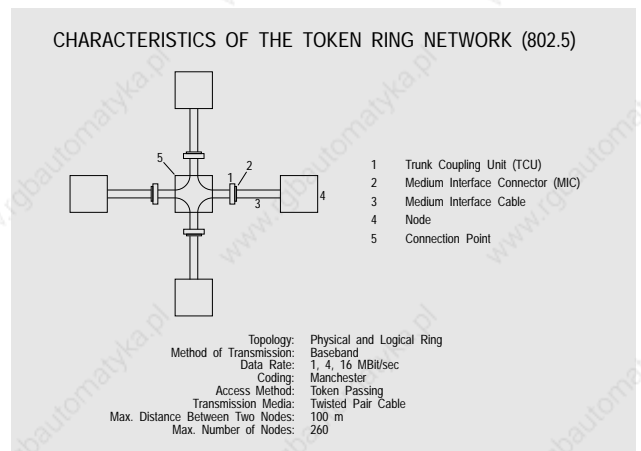 CHARACTERISTICS OF THE TOKEN RING NETWORK (802.5)
5
1
2
3
4
1 Trunk Coupling Unit (TCU)
2 Medium Interface Connector (MIC)
3 Medium Interface Cable
4 Node
5 Connection Point
Topology: Physical and Logical Ring
Method of Transmission: Baseband
Data Rate: 1, 4, 16 MBit/sec
Coding: Manchester
Access Method: Token Passing
Transmission Media: Twisted Pair Cable
Max. Distance Between Two Nodes: 100 m
Max. Number of Nodes: 260
www.rgbautomatyka.pl